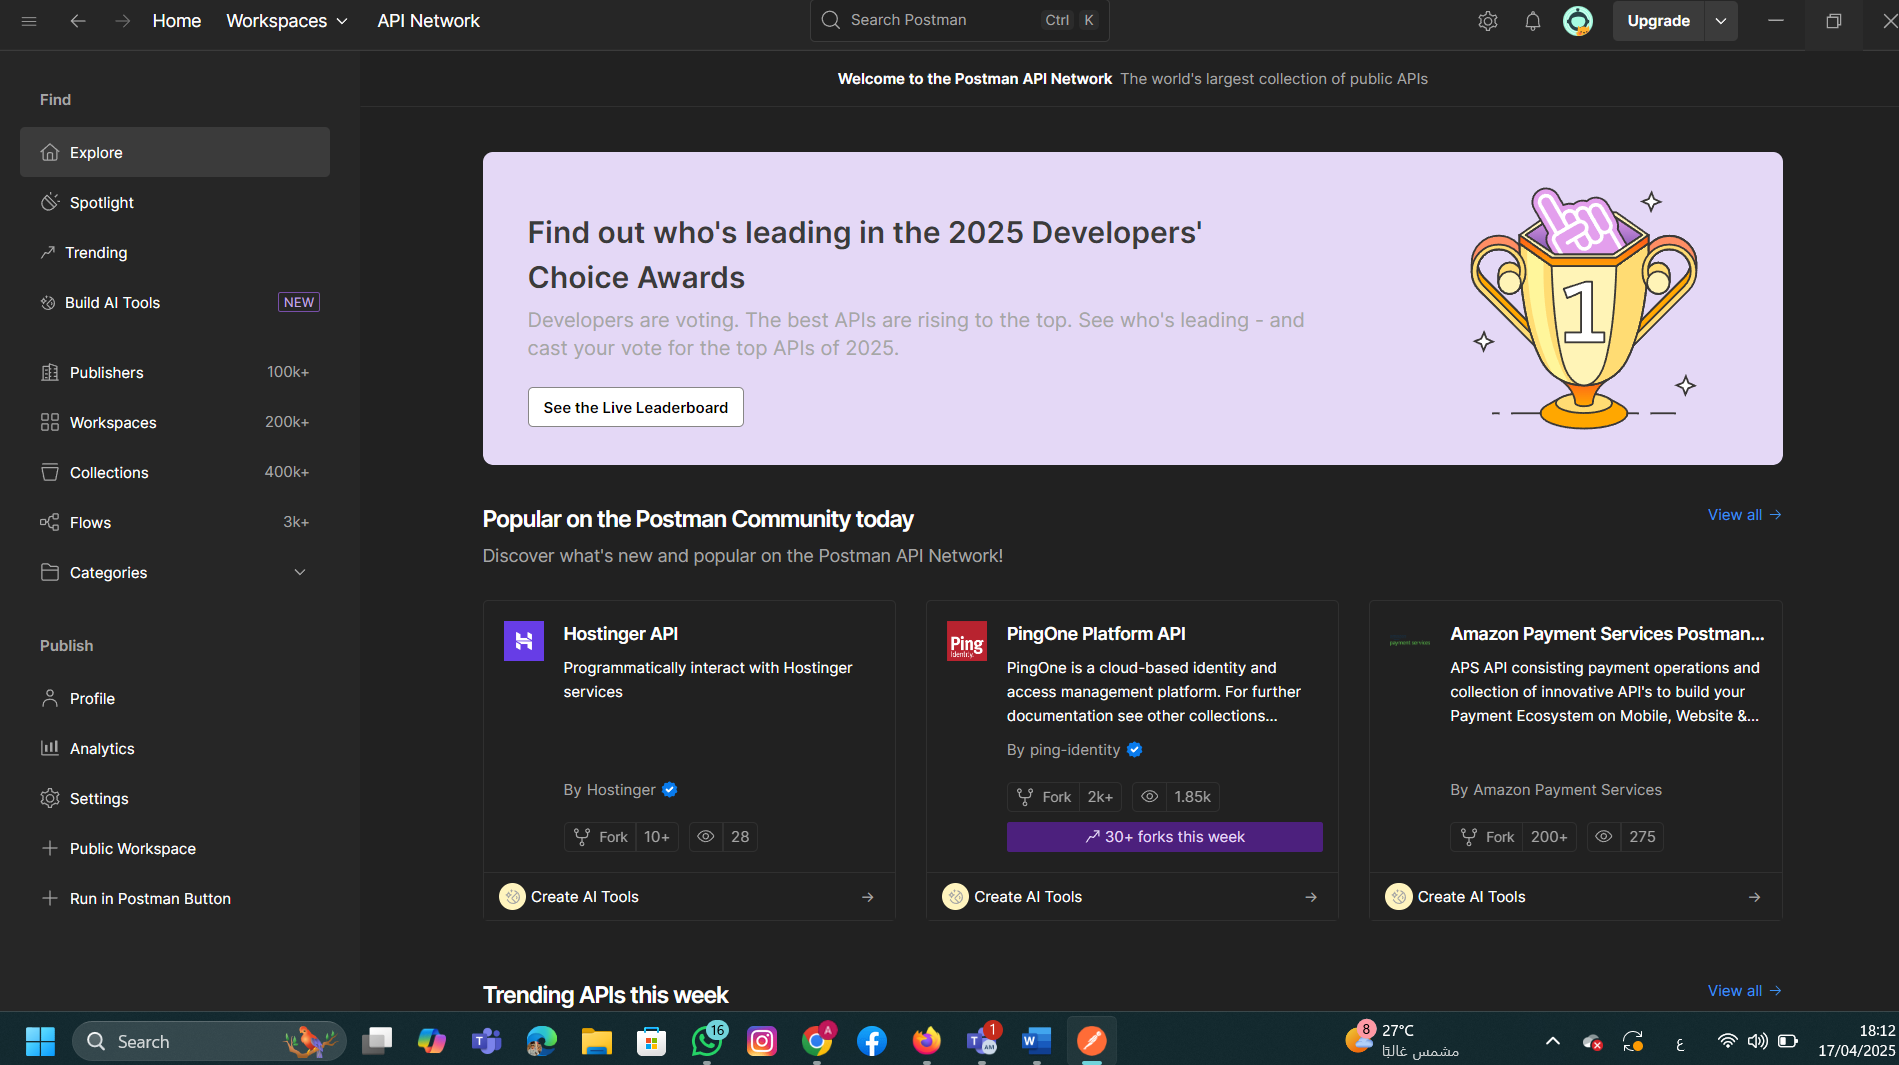 Home Workspaces API Network Search Postman Ctrl K Upgrade
Welcome to the Postman API Network The world's largest collection of public APIs
Find
Explore
Spotlight
Trending
Build AI Tools NEW
Publishers 100k+
Workspaces 200k+
Collections 400k+
Flows 3k+
Categories
Publish
Profile
Analytics
Settings
Public Workspace
Run in Postman Button
Find out who's leading in the 2025 Developers'
Choice Awards
Developers are voting. The best APIs are rising to the top. See who's leading - and
cast your vote for the top APIs of 2025.
See the Live Leaderboard
1
Popular on the Postman Community today View all
Discover what's new and popular on the Postman API Network!
Hostinger API
Programmatically interact with Hostinger
services
By Hostinger
Fork 10+ 28
Create AI Tools
Ping
Identity.
PingOne Platform API
PingOne is a cloud-based identity and
access management platform. For further
documentation see other collections...
By ping-identity
Fork 2k+ 1.85k
30+ forks this week
Create AI Tools
payment services
Amazon Payment Services Postman...
APS API consisting payment operations and
collection of innovative API's to build your
Payment Ecosystem on Mobile, Website &...
By Amazon Payment Services
Fork 200+ 275
Create AI Tools
Trending APIs this week View all
Search 16 A 1 8 27°C ع 18:12
مشمس غالبًا 17/04/2025